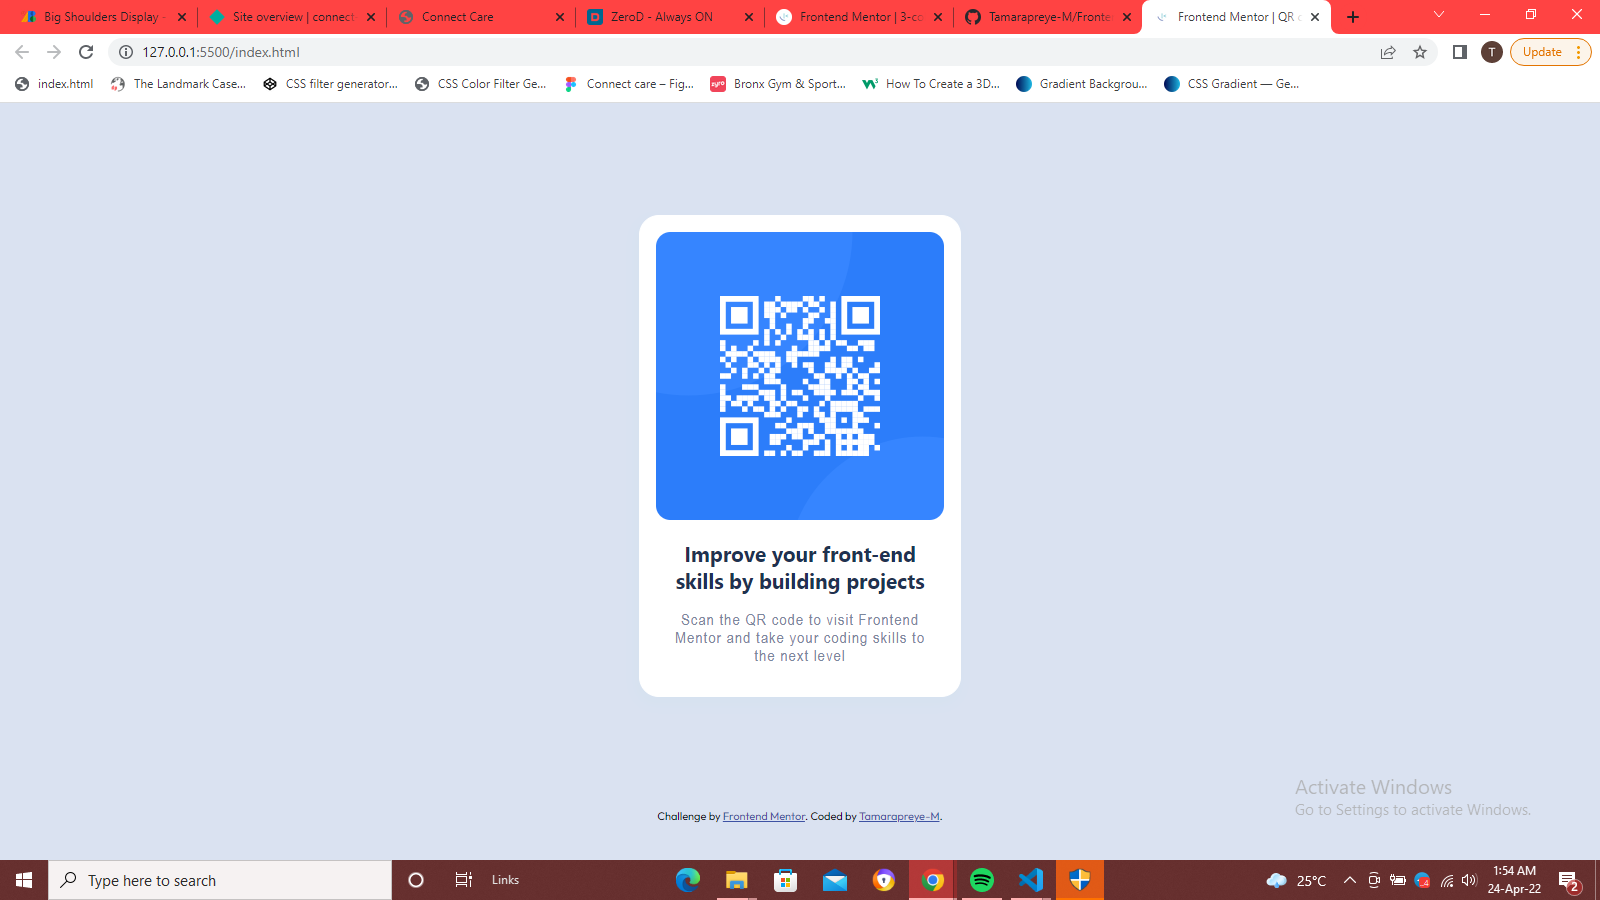 Big Shoulders Display -
Site overview | connect
Connect Care
ZeroD - Always ON
Frontend Mentor | 3-co
Tamarapreye-M/Fronte
Frontend Mentor | QR c
127.0.0.1:5500/index.html
T
Update
index.html
The Landmark Case...
CSS filter generator...
CSS Color Filter Ge...
Connect care – Fig...
zyro
Bronx Gym & Sport...
How To Create a 3D...
Gradient Backgrou...
CSS Gradient — Ge...
Improve your front-end
skills by building projects
Scan the QR code to visit Frontend
Mentor and take your coding skills to
the next level
Activate Windows
Go to Settings to activate Windows.
Challenge by Frontend Mentor. Coded by Tamarapreye-M.
Type here to search
Links
25°C
1:54 AM
24-Apr-22
2